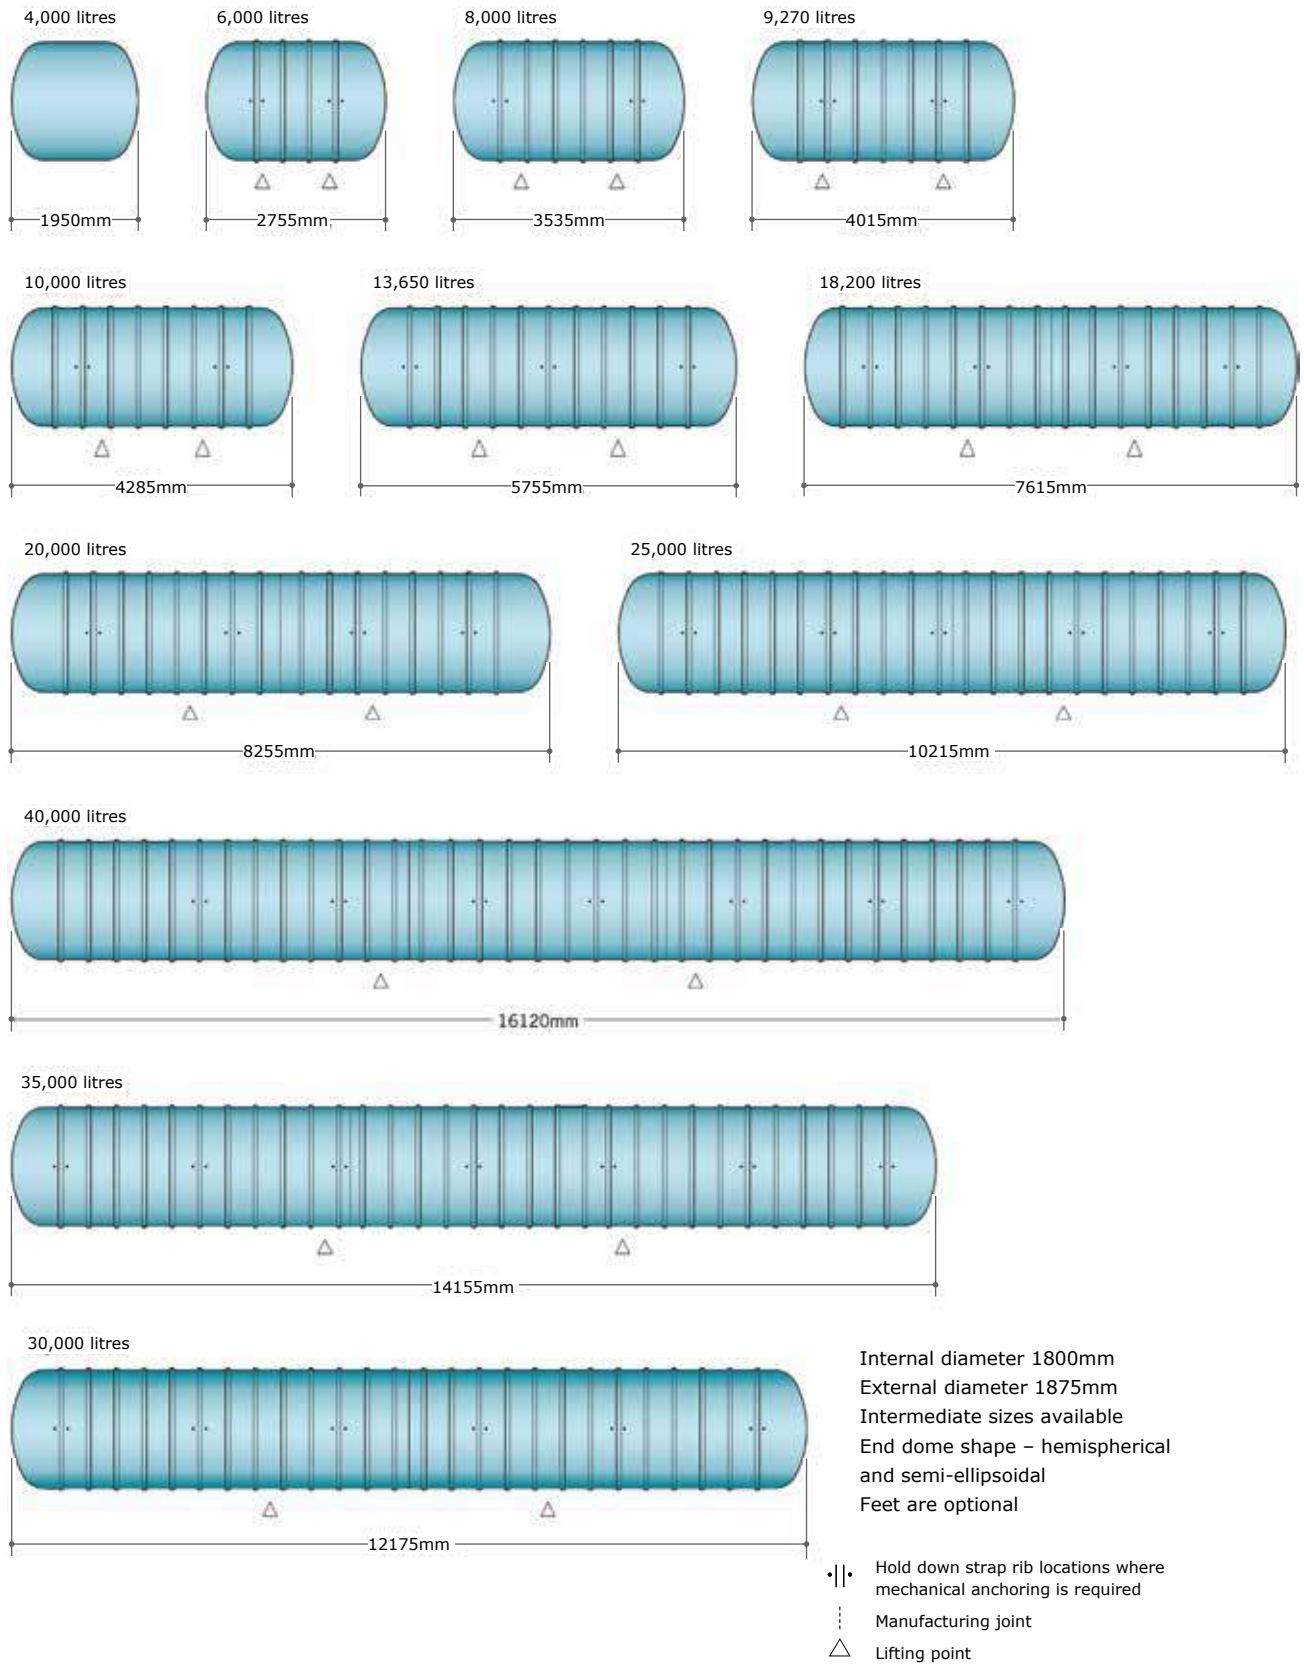 4,000 litres
6,000 litres
8,000 litres
9,270 litres
1950mm
2755mm
3535mm
4015mm
10,000 litres
13,650 litres
18,200 litres
4285mm
5755mm
7615mm
20,000 litres
25,000 litres
8255mm
10215mm
40,000 litres
16120mm
35,000 litres
14155mm
30,000 litres
12175mm
Internal diameter 1800mm
External diameter 1875mm
Intermediate sizes available
End dome shape – hemispherical
and semi-ellipsoidal
Feet are optional
Hold down strap rib locations where
mechanical anchoring is required
Manufacturing joint
Lifting point